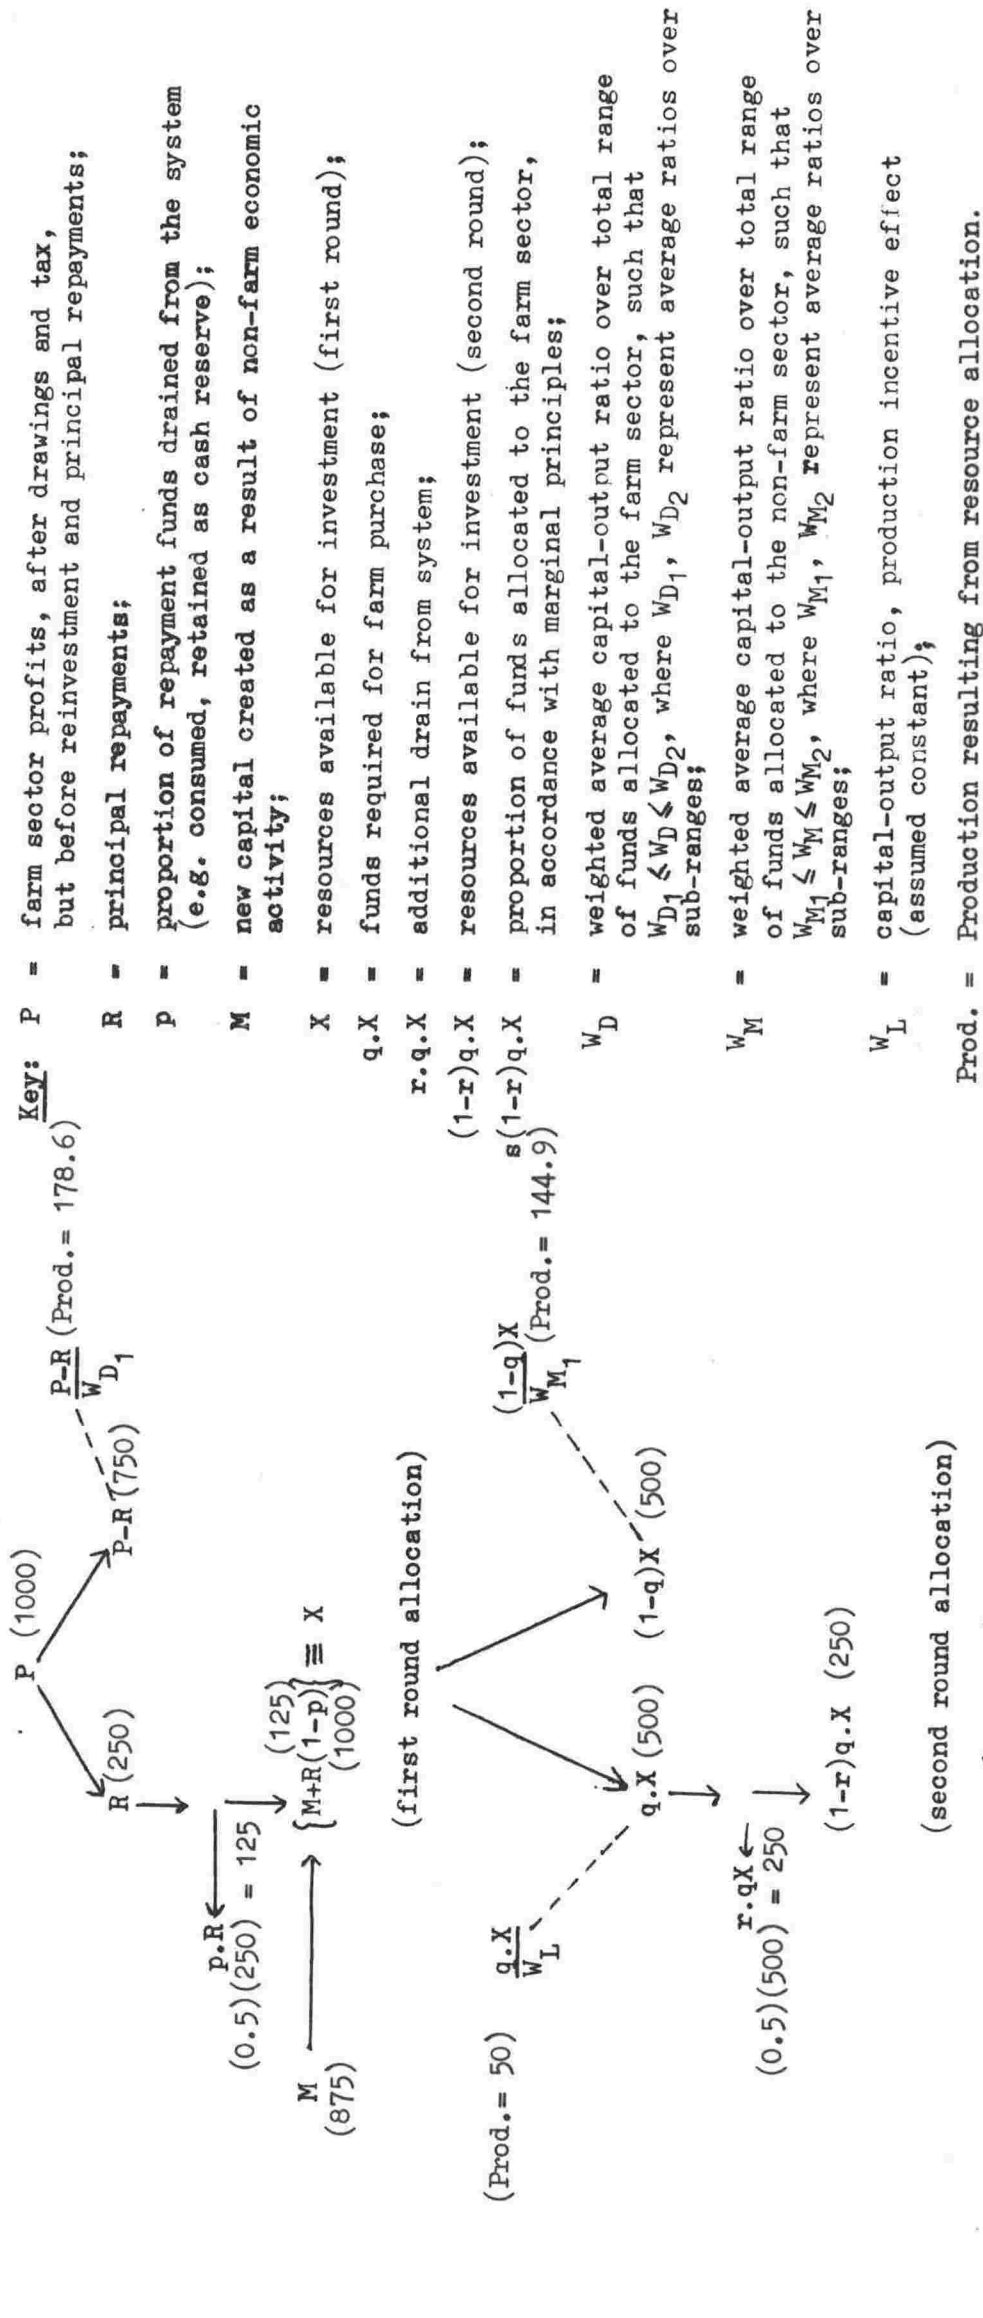 P (1000)
R (250)
P-R (750)
P-R (Prod.= 178.6)
W_D1
p.R
(0.5)(250) = 125
(125)
M
(875)
{M+R(1-p)} ≡ X
(1000)
(first round allocation)
(Prod.= 50)
q.X
W_L
q.X (500)
(1-q)X (500)
(1-q)X
W_M1
(Prod.= 144.9)
r.qX
(0.5)(500) = 250
(1-r)q.X (250)
(second round allocation)
Key:
P = farm sector profits, after drawings and tax,
but before reinvestment and principal repayments;
R = principal repayments;
p = proportion of repayment funds drained from the system
(e.g. consumed, retained as cash reserve);
M = new capital created as a result of non-farm economic
activity;
X = resources available for investment (first round);
q.X = funds required for farm purchase;
r.q.X = additional drain from system;
(1-r)q.X = resources available for investment (second round);
s(1-r)q.X = proportion of funds allocated to the farm sector,
in accordance with marginal principles;
W_D = weighted average capital-output ratio over total range
of funds allocated to the farm sector, such that
W_D1 ≤ W_D ≤ W_D2, where W_D1, W_D2 represent average ratios over
sub-ranges;
W_M = weighted average capital-output ratio over total range
of funds allocated to the non-farm sector, such that
W_M1 ≤ W_M ≤ W_M2, where W_M1, W_M2 represent average ratios over
sub-ranges;
W_L = capital-output ratio, production incentive effect
(assumed constant);
Prod. = Production resulting from resource allocation.